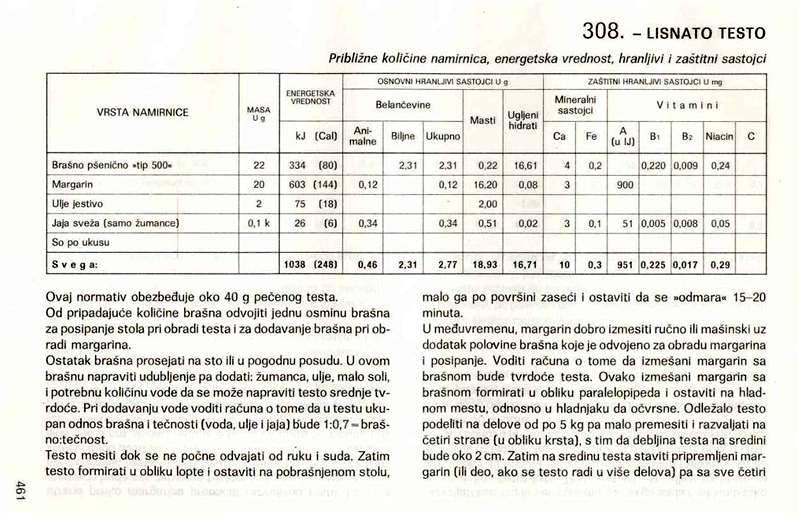 308. – LISNATO TESTO
Približne količine namirnica, energetska vrednost, hranljivi i zaštitni sastojci
VRSTA NAMIRNICE MASA U g ENERGETSKA VREDNOST OSNOVNI HRANLJIVI SASTOJCI U g ZAŠTITNI HRANLJIVI SASTOJCI U mg
Belančevine Masti Ugljeni hidrati Mineralni sastojci Vitamini
kJ (Cal) Ani-malne Biljne Ukupno Ca Fe A (u IJ) B1 B2 Niacin C
Brašno pšenično »tip 500« 22 334 (80) 2,31 2,31 0,22 16,61 4 0,2 0,220 0,009 0,24
Margarin 20 603 (144) 0,12 0,12 16,20 0,08 3 900
Ulje jestivo 2 75 (18) 2,00
Jaja sveža (samo žumance) 0,1 k 26 (6) 0,34 0,34 0,51 0,02 3 0,1 51 0,005 0,008 0,05
So po ukusu
Svega: 1038 (248) 0,46 2,31 2,77 18,93 16,71 10 0,3 951 0,225 0,017 0,29
Ovaj normativ obezbeđuje oko 40 g pečenog testa.
Od pripadajuće količine brašna odvojiti jednu osminu brašna
za posipanje stola pri obradi testa i za dodavanje brašna pri ob-
radi margarina.
Ostatak brašna prosejati na sto ili u pogodnu posudu. U ovom
brašnu napraviti udubljenje pa dodati: žumanca, ulje, malo soli,
i potrebnu količinu vode da se može napraviti testo srednje tv-
rdoće. Pri dodavanju vode voditi računa o tome da u testu uku-
pan odnos brašna i tečnosti (voda, ulje i jaja) bude 1:0,7 = braš-
no:tečnost.
Testo mesiti dok se ne počne odvajati od ruku i suda. Zatim
testo formirati u obliku lopte i ostaviti na pobrašnjenom stolu,
malo ga po površini zaseći i ostaviti da se »odmara« 15–20
minuta.
U međuvremenu, margarin dobro izmesiti ručno ili mašinski uz
dodatak polovine brašna koje je odvojeno za obradu margarina
i posipanje. Voditi računa o tome da izmešani margarin sa
brašnom bude tvrdoće testa. Ovako izmešani margarin sa
brašnom formirati u obliku paralelopipeda i ostaviti na hlad-
nom mestu, odnosno u hladnjaku da očvrsne. Odležalo testo
podeliti na delove od po 5 kg pa malo premesiti i razvaljati na
četiri strane (u obliku krsta), s tim da debljina testa na sredini
bude oko 2 cm. Zatim na sredinu testa staviti pripremljeni mar-
garin (ili deo, ako se testo radi u više delova) pa sa sve četiri
461